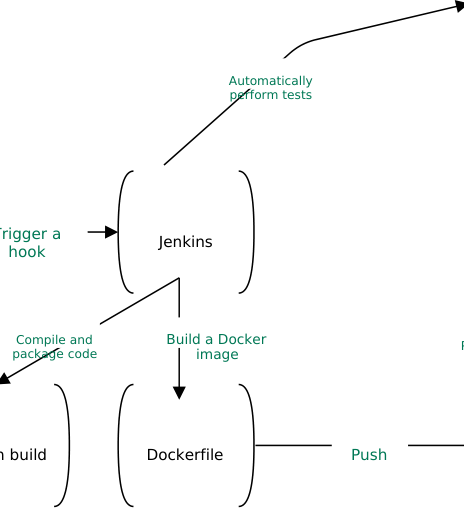 Automatically
perform tests
Trigger a
hook
Jenkins
Compile and
package code
Build a Docker
image
build
Dockerfile
Push